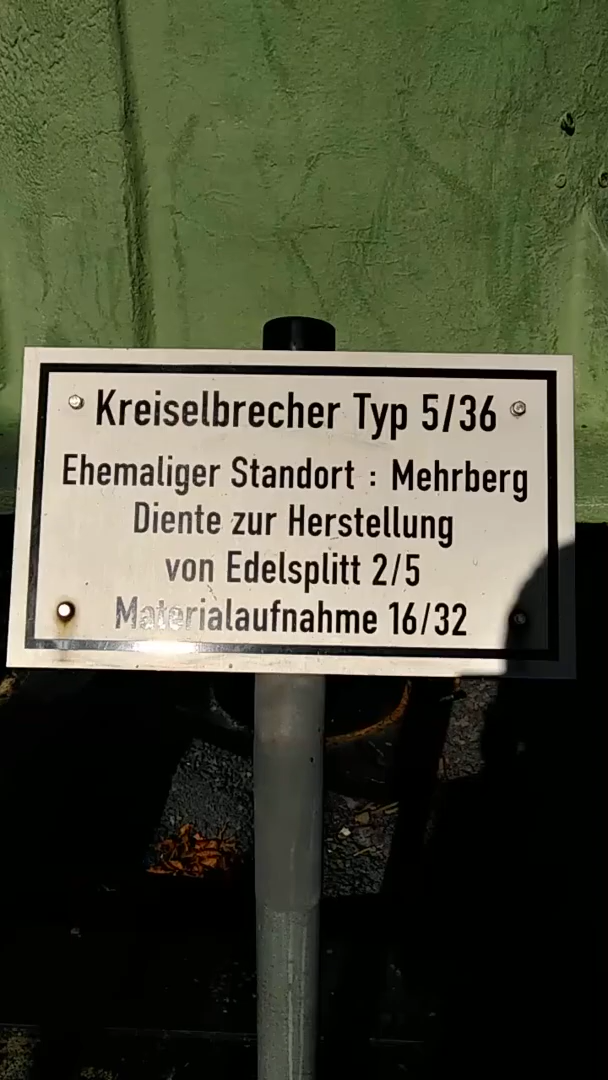 Kreiselbrecher Typ 5/36
Ehemaliger Standort : Mehrberg
Diente zur Herstellung
von Edelsplitt 2/5
Materialaufnahme 16/32